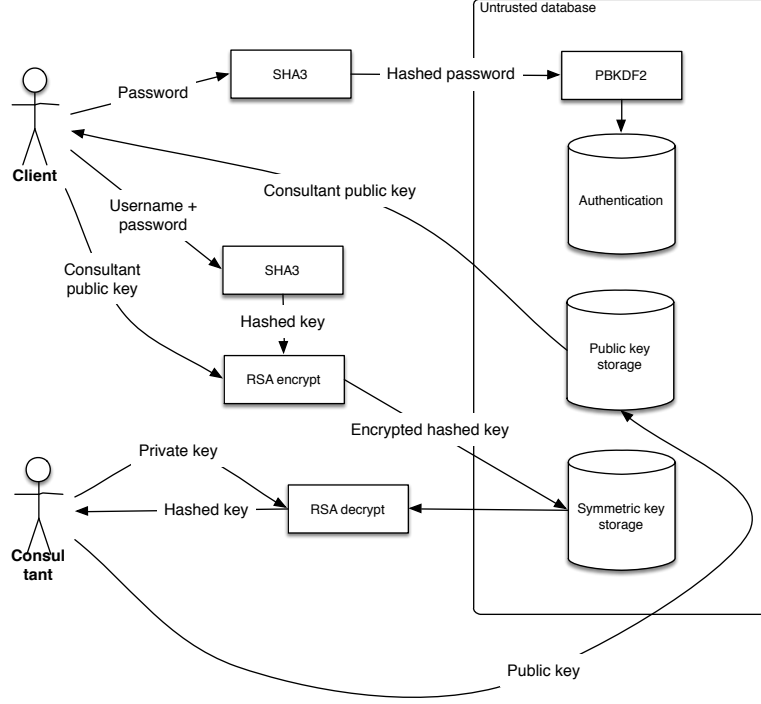 Untrusted database
SHA3
Hashed password
PBKDF2
Password
Client
Consultant public key
Authentication
Username +
password
SHA3
Consultant
public key
Hashed key
Public key
storage
RSA encrypt
Encrypted hashed key
Private key
Hashed key
RSA decrypt
Symmetric key
storage
Consul
tant
Public key